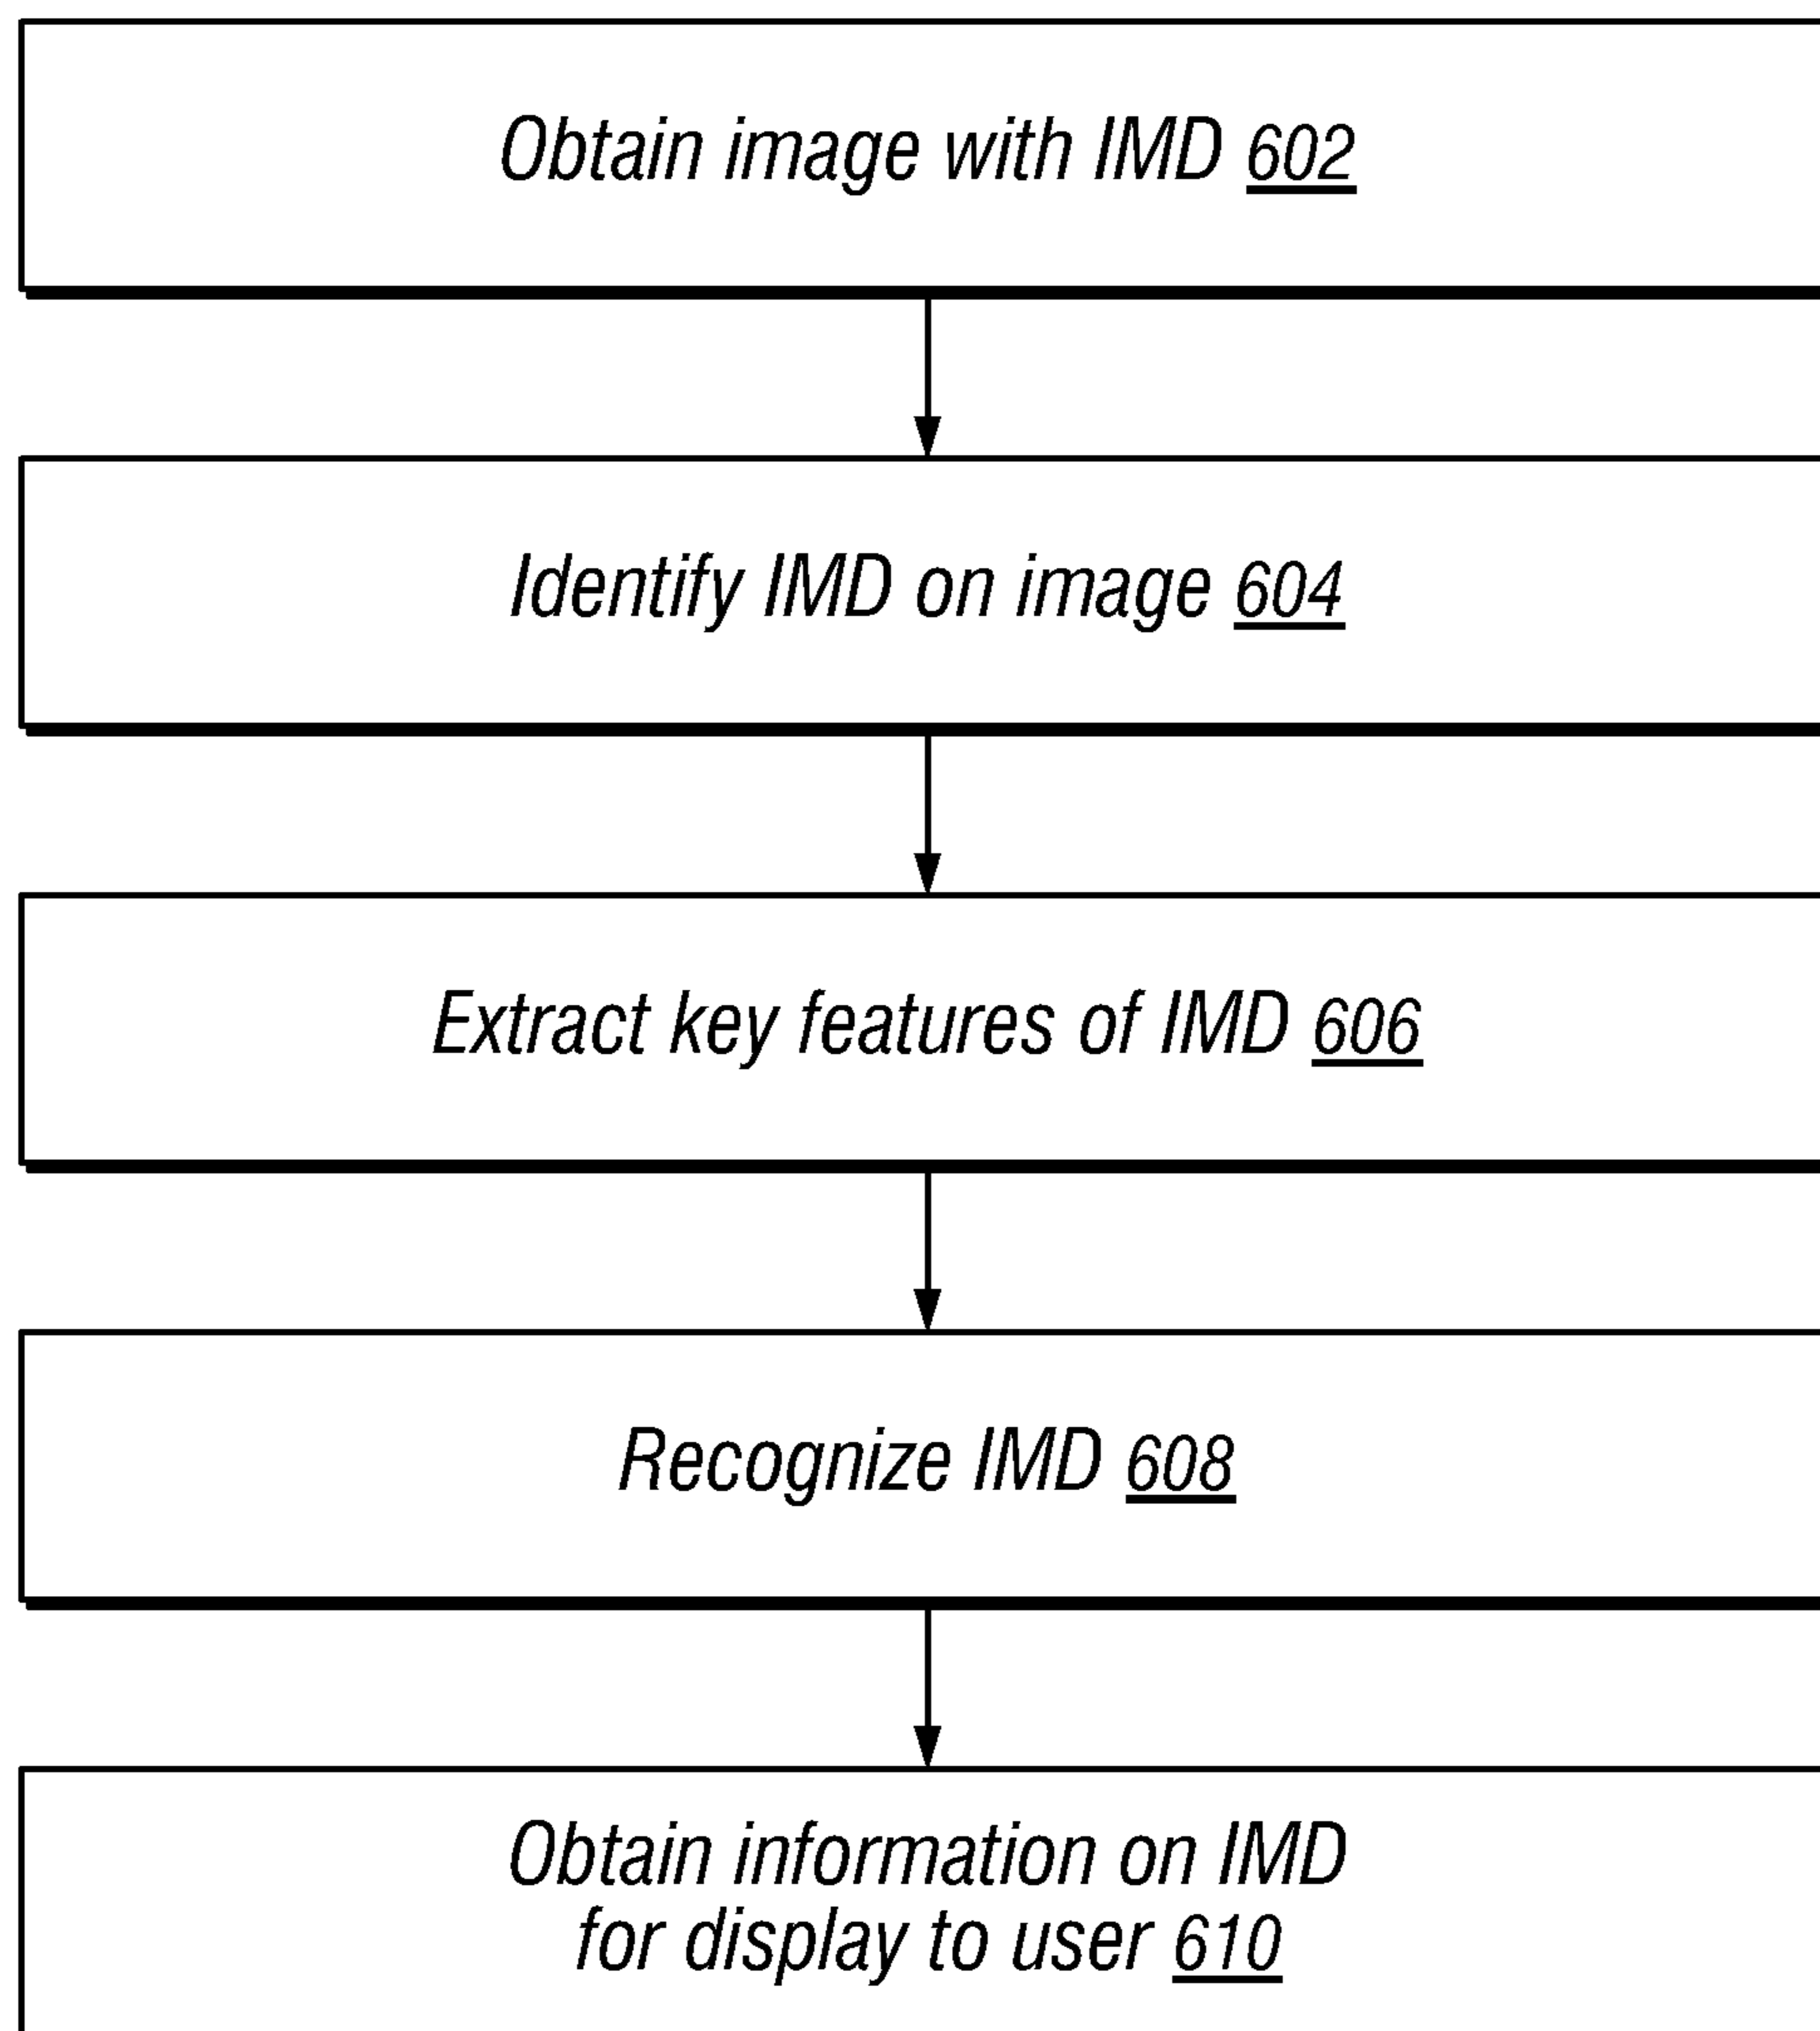 Obtain image with IMD 602
Identify IMD on image 604
Extract key features of IMD 606
Recognize IMD 608
Obtain information on IMD
for display to user 610